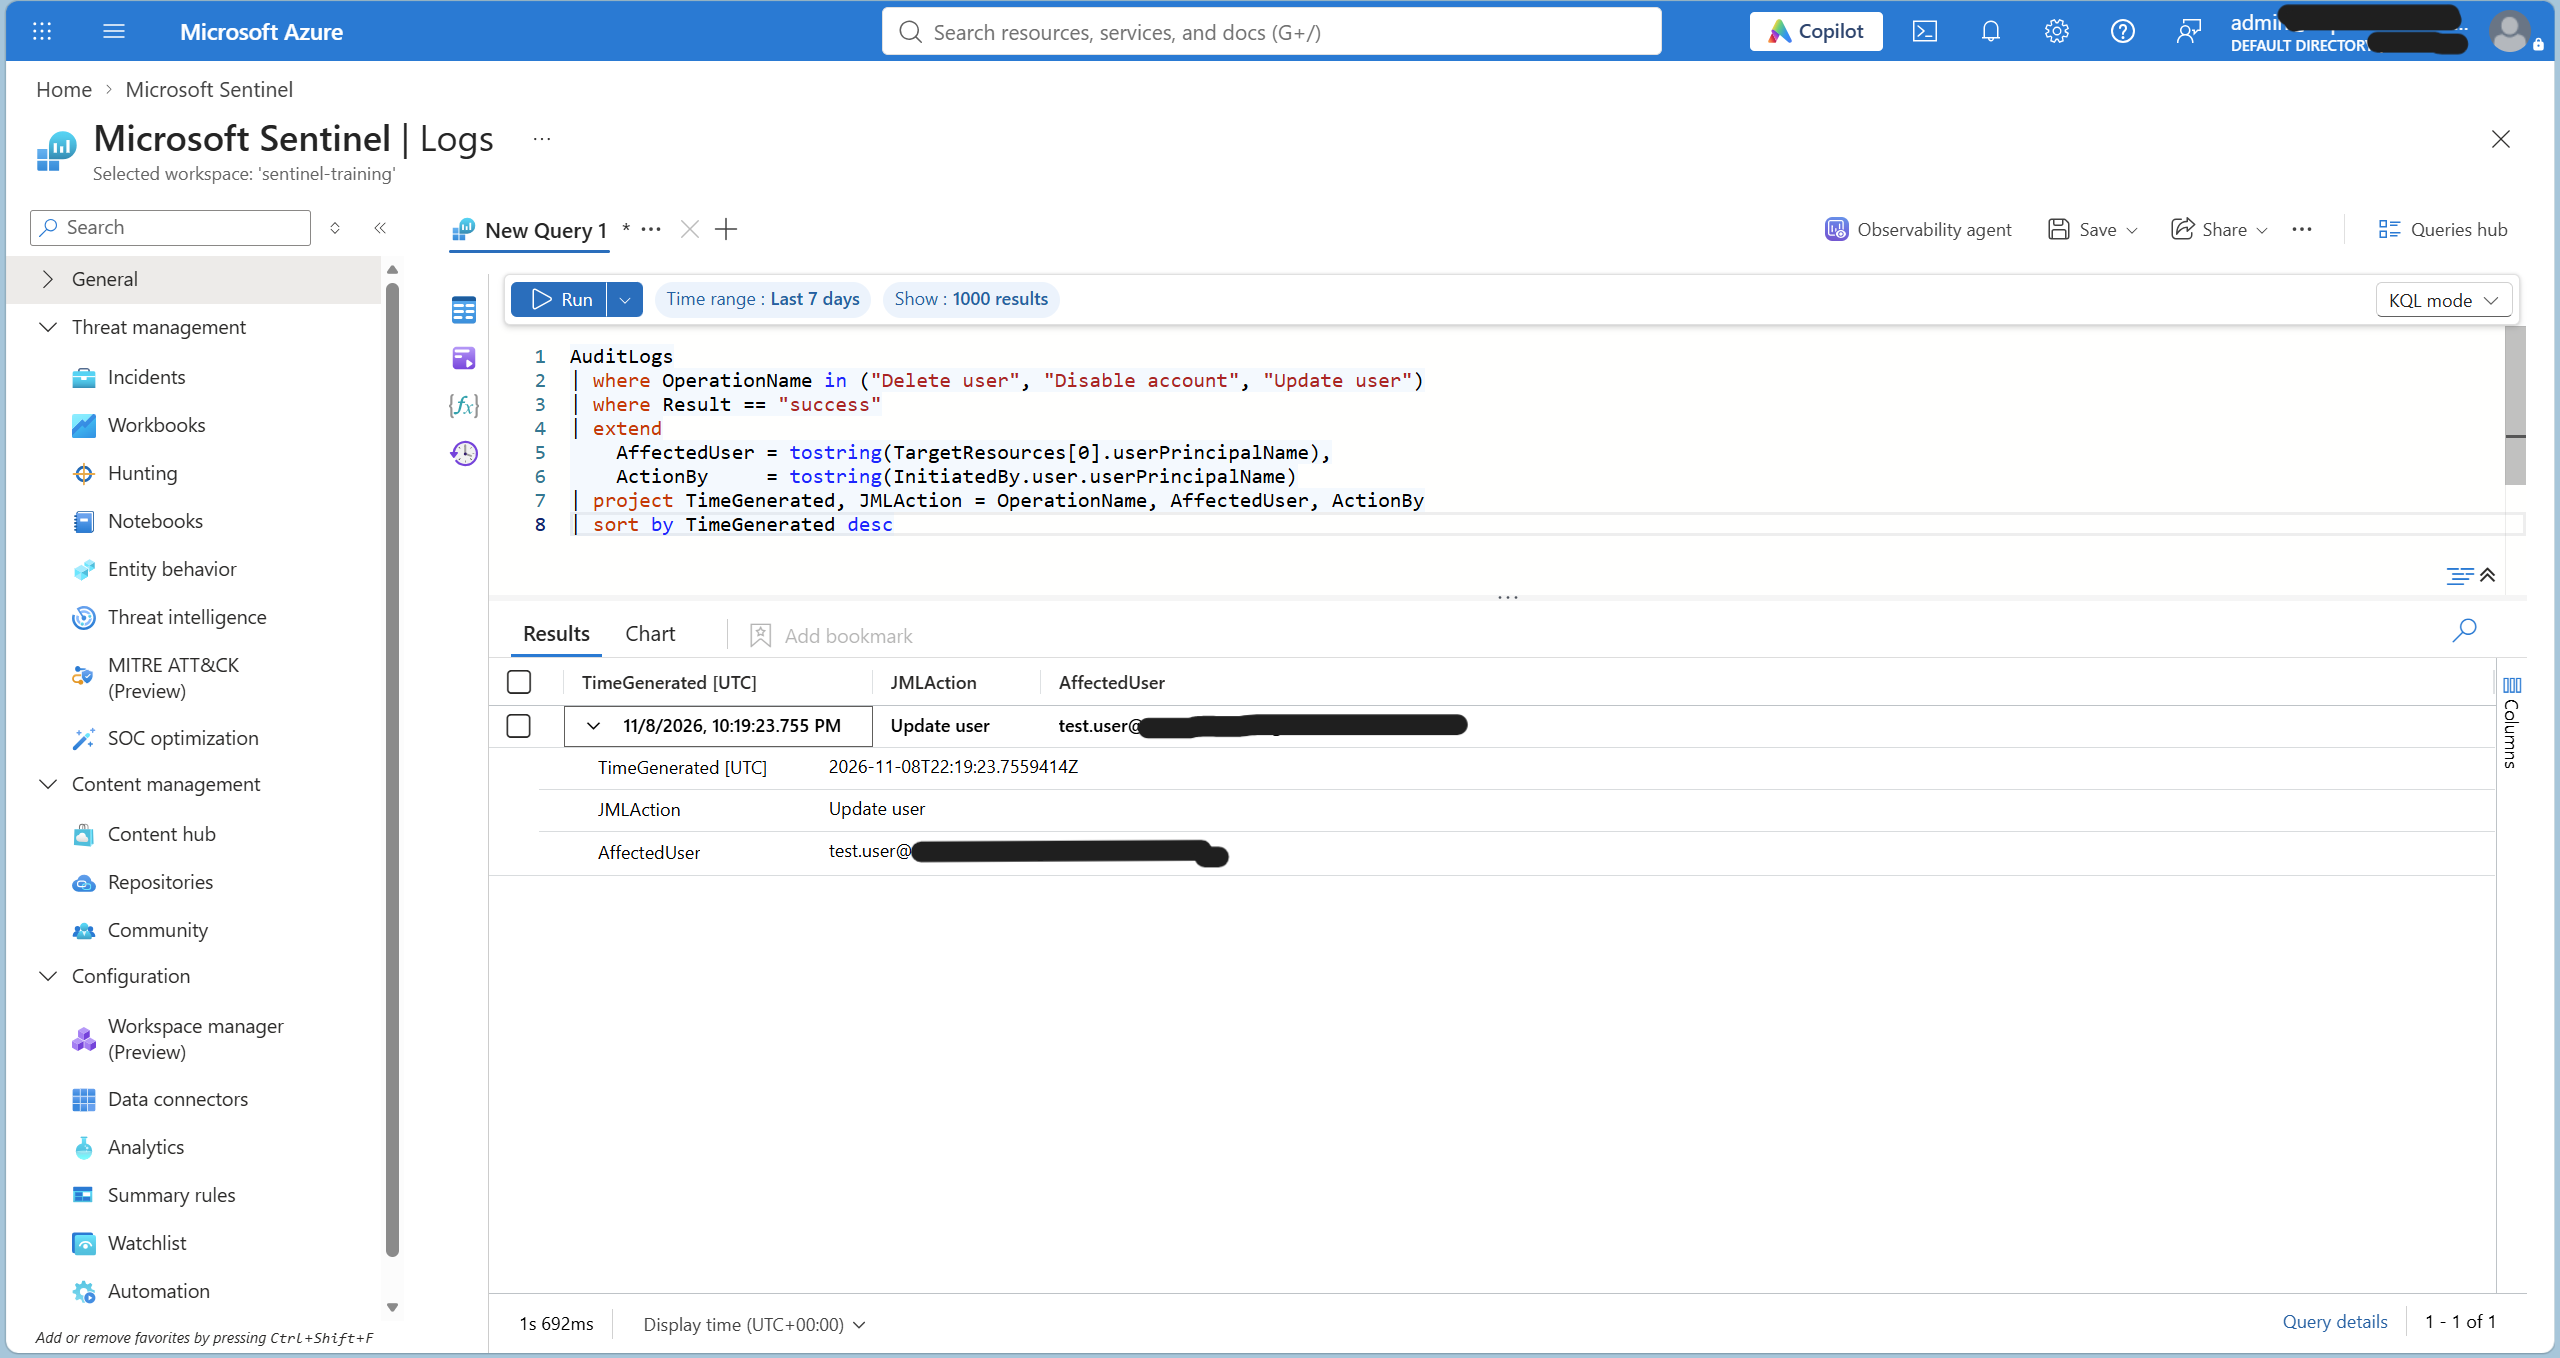 Microsoft Azure
Search resources, services, and docs (G+/)
Copilot
DEFAULT DIRECTORY
Home > Microsoft Sentinel
Microsoft Sentinel | Logs
...
Selected workspace: 'sentinel-training'
Search
General
Threat management
Incidents
Workbooks
Hunting
Notebooks
Entity behavior
Threat intelligence
MITRE ATT&CK
(Preview)
SOC optimization
Content management
Content hub
Repositories
Community
Configuration
Workspace manager
(Preview)
Data connectors
Analytics
Summary rules
Watchlist
Automation
Add or remove favorites by pressing Ctrl+Shift+F
New Query 1 * ...
Observability agent
Save
Share
...
Queries hub
Run
Time range : Last 7 days
Show : 1000 results
KQL mode
1 AuditLogs
2 | where OperationName in ("Delete user", "Disable account", "Update user")
3 | where Result == "success"
4 | extend
5 AffectedUser = tostring(TargetResources[0].userPrincipalName),
6 ActionBy = tostring(InitiatedBy.user.userPrincipalName)
7 | project TimeGenerated, JMLAction = OperationName, AffectedUser, ActionBy
8 | sort by TimeGenerated desc
...
Results
Chart
Add bookmark
TimeGenerated [UTC] JMLAction AffectedUser
11/8/2026, 10:19:23.755 PM Update user test.user@
TimeGenerated [UTC] 2026-11-08T22:19:23.7559414Z
JMLAction Update user
AffectedUser test.user@
Columns
1s 692ms
Display time (UTC+00:00)
Query details
1 - 1 of 1